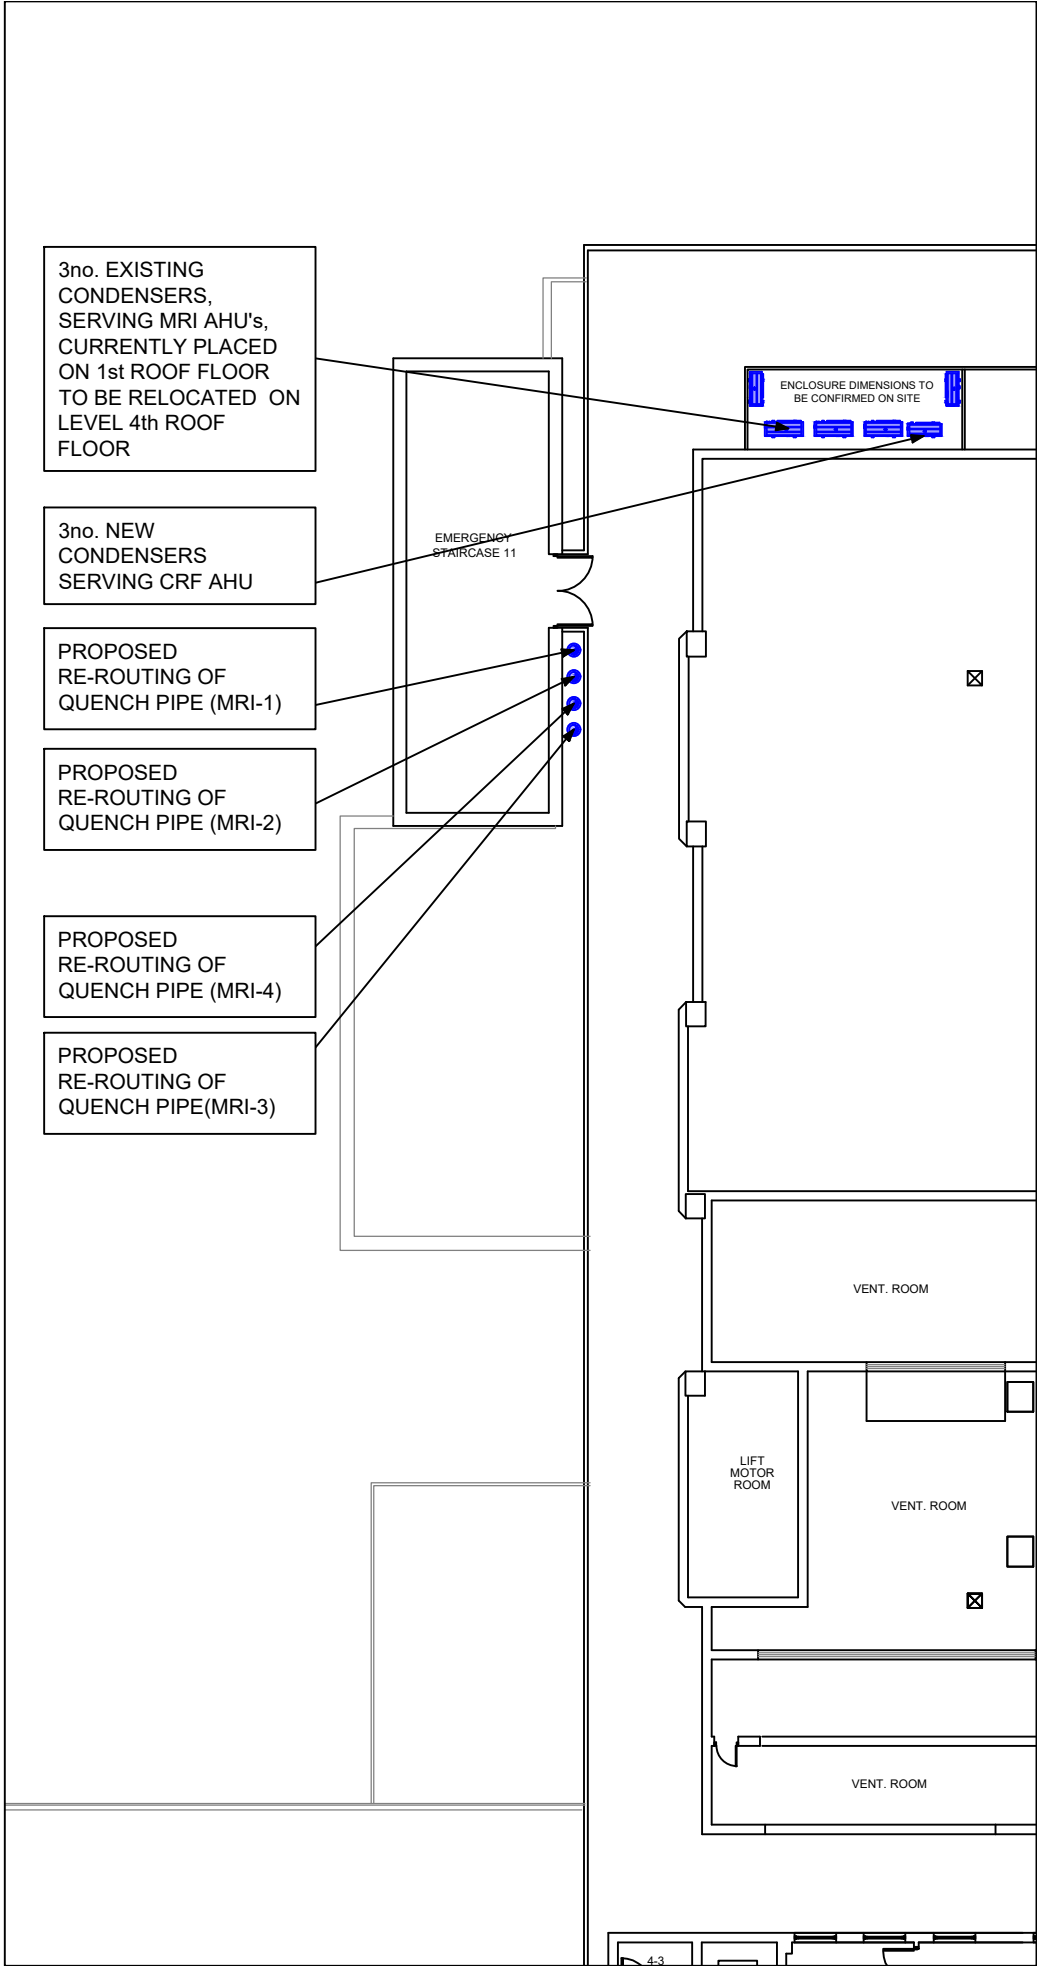 3no. EXISTING
CONDENSERS,
SERVING MRI AHU's,
CURRENTLY PLACED
ON 1st ROOF FLOOR
TO BE RELOCATED  ON
LEVEL 4th ROOF
FLOOR
ENCLOSURE DIMENSIONS TO
BE CONFIRMED ON SITE
3no. NEW
CONDENSERS
SERVING CRF AHU
EMERGENCY
STAIRCASE 11
PROPOSED
RE-ROUTING OF
QUENCH PIPE (MRI-1)
PROPOSED
RE-ROUTING OF
QUENCH PIPE (MRI-2)
PROPOSED
RE-ROUTING OF
QUENCH PIPE (MRI-4)
PROPOSED
RE-ROUTING OF
QUENCH PIPE(MRI-3)
VENT. ROOM
LIFT
MOTOR
ROOM
VENT. ROOM
VENT. ROOM
4-3